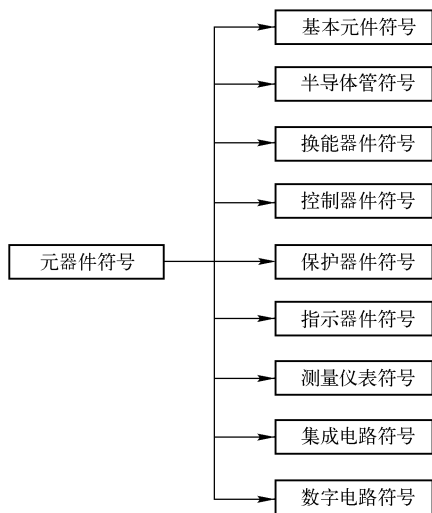 基本元件符号
半导体管符号
换能器件符号
控制器件符号
元器件符号
保护器件符号
指示器件符号
测量仪表符号
集成电路符号
数字电路符号